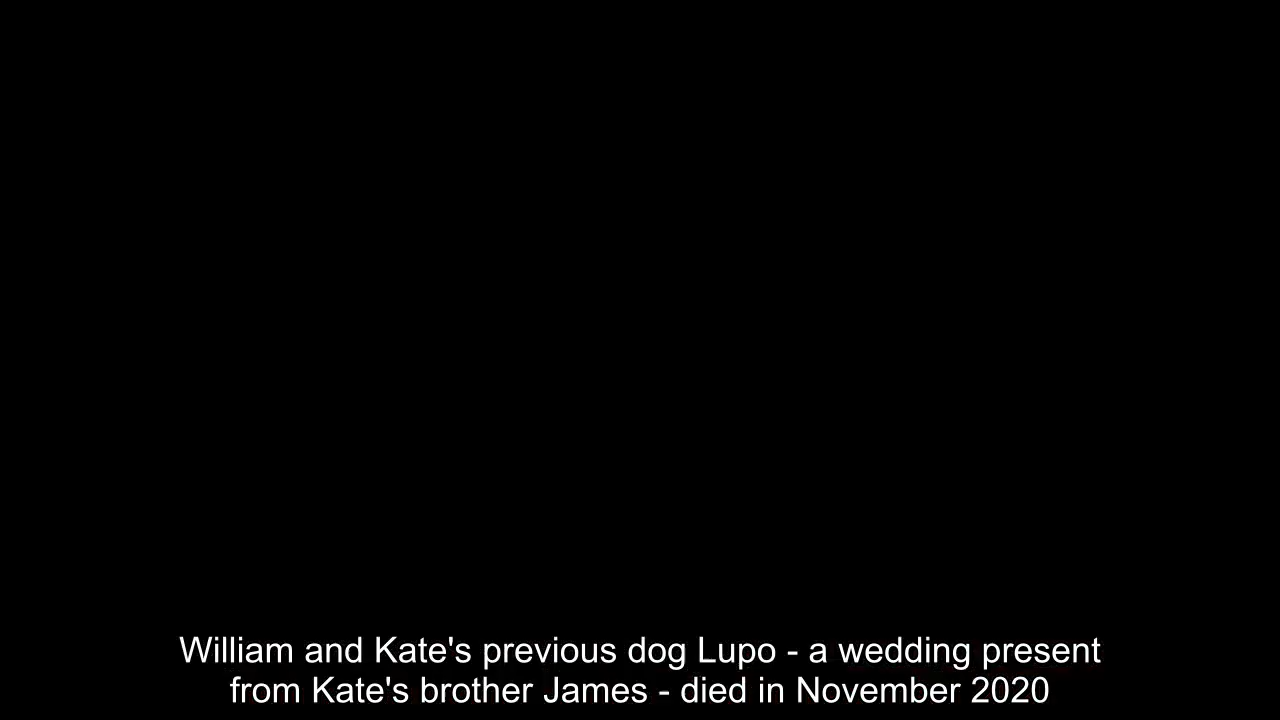 William and Kate's previous dog Lupo - a wedding present
from Kate's brother James - died in November 2020